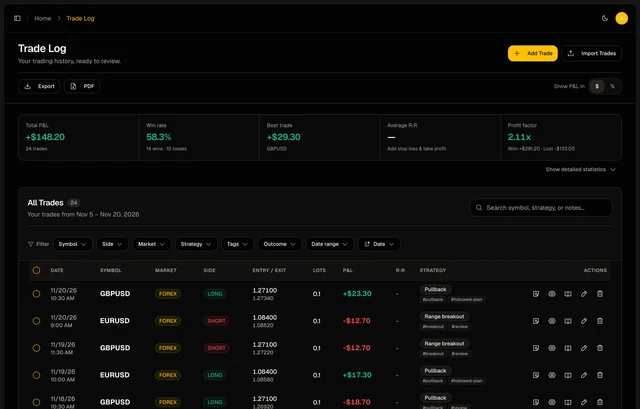 Home > Trade Log
Trade Log
Your trading history, ready to review.
+ Add Trade
Import Trades
Export
PDF
Show P&L in $ %
Total P&L
+$148.20
24 trades
Win rate
58.3%
14 wins · 10 losses
Best trade
+$29.30
GBPUSD
Average R:R
—
Add stop loss & take profit
Profit factor
2.11x
Won +$281.20 · Lost -$133.00
Show detailed statistics
All Trades 24
Your trades from Nov 5 – Nov 20, 2026
Search symbol, strategy, or notes...
Filter Symbol Side Market Strategy Tags Outcome Date range Date
DATE SYMBOL MARKET SIDE ENTRY / EXIT LOTS P&L R:R STRATEGY ACTIONS
11/20/26 10:30 AM GBPUSD FOREX LONG 1.27100 1.27340 0.1 +$23.30 - Pullback #pullback #followed-plan
11/20/26 9:00 AM EURUSD FOREX SHORT 1.08400 1.08520 0.1 -$12.70 - Range breakout #breakout #review
11/19/26 11:30 AM GBPUSD FOREX SHORT 1.27100 1.27220 0.1 -$12.70 - Range breakout #breakout #review
11/19/26 10:00 AM EURUSD FOREX LONG 1.08400 1.08580 0.1 +$17.30 - Pullback #pullback #followed-plan
11/18/26 10:30 AM GBPUSD FOREX LONG 1.27100 1.26920 0.1 -$18.70 - Pullback #pullback #followed-plan